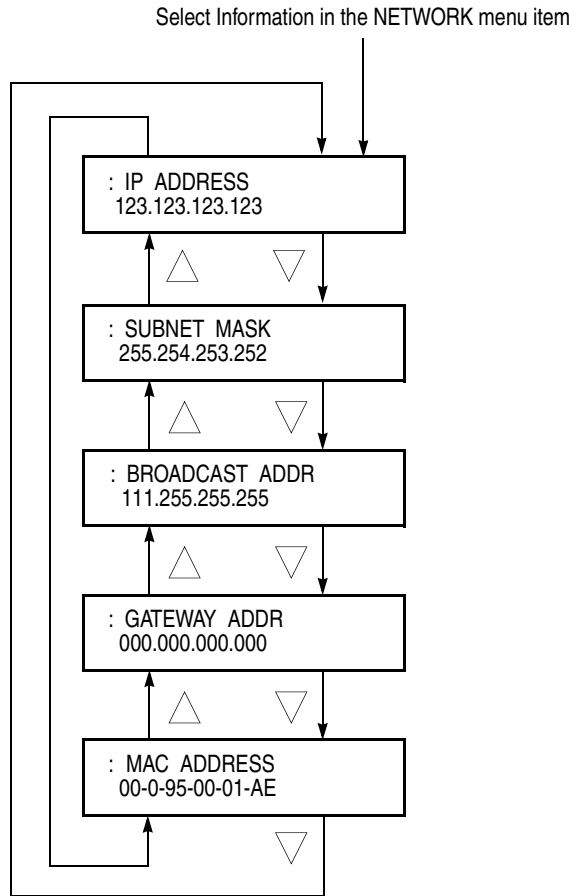 Select Information in the NETWORK menu item
: IP ADDRESS
123.123.123.123
: SUBNET MASK
255.254.253.252
: BROADCAST ADDR
111.255.255.255
: GATEWAY ADDR
000.000.000.000
: MAC ADDRESS
00-0-95-00-01-AE